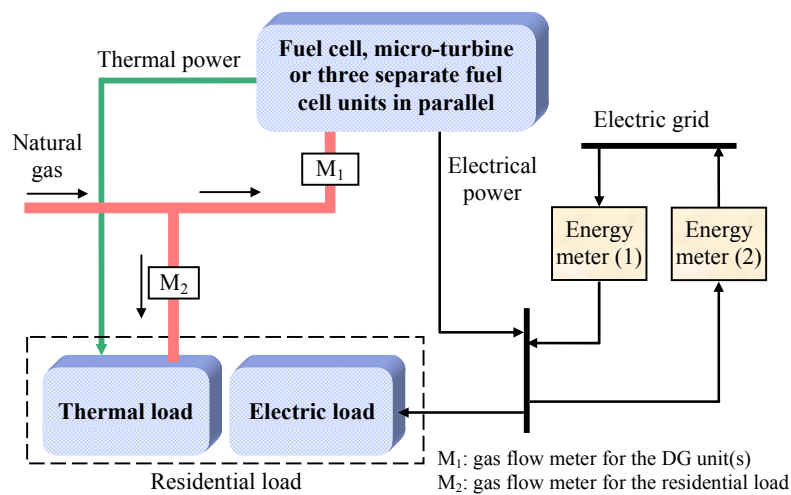 Fuel cell, micro-turbine
or three separate fuel
cell units in parallel
Thermal power
Natural
gas
M₁
Electrical
power
Electric grid
Energy
meter (1)
Energy
meter (2)
M₂
Thermal load
Electric load
Residential load
M₁: gas flow meter for the DG unit(s)
M₂: gas flow meter for the residential load